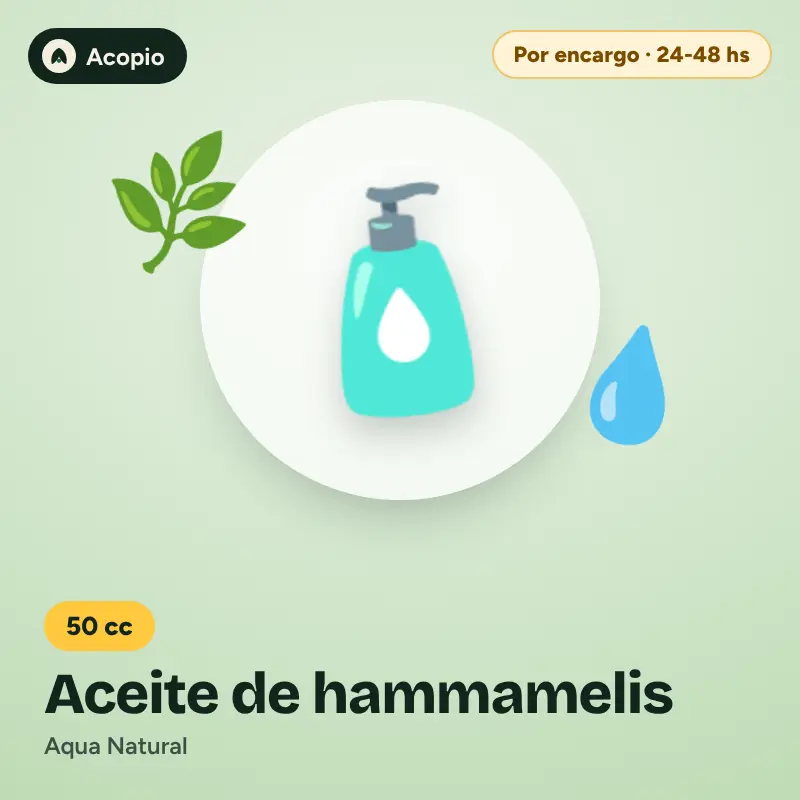 Acopio
Por encargo · 24-48 hs
50 cc
Aceite de hammamelis
Aqua Natural